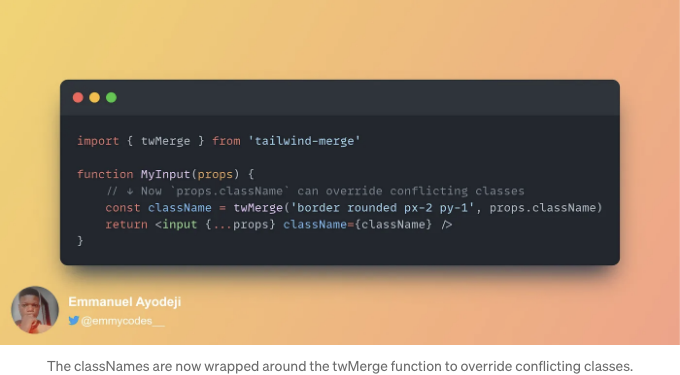 import { twMerge } from 'tailwind-merge'
function MyInput(props) {
// ↓ Now `props.className` can override conflicting classes
const className = twMerge('border rounded px-2 py-1', props.className)
return <input {...props} className={className} />
}
Emmanuel Ayodeji
@emmycodes__
The classNames are now wrapped around the twMerge function to override conflicting classes.